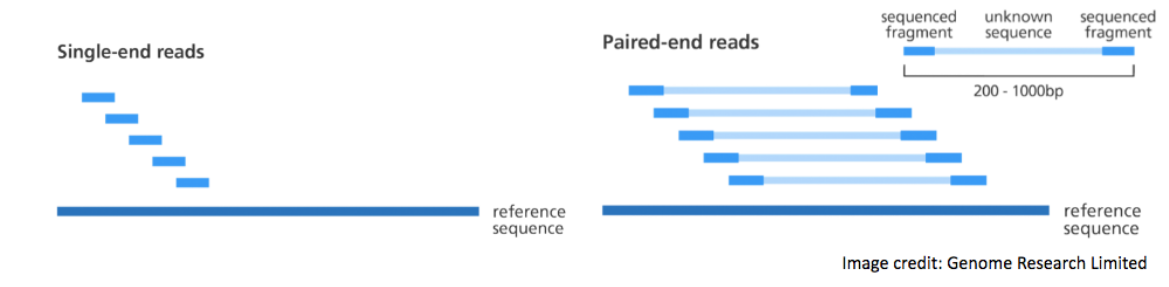 Single-end reads
reference
sequence
Paired-end reads
sequenced
fragment
unknown
sequence
sequenced
fragment
200 - 1000bp
reference
sequence
Image credit: Genome Research Limited